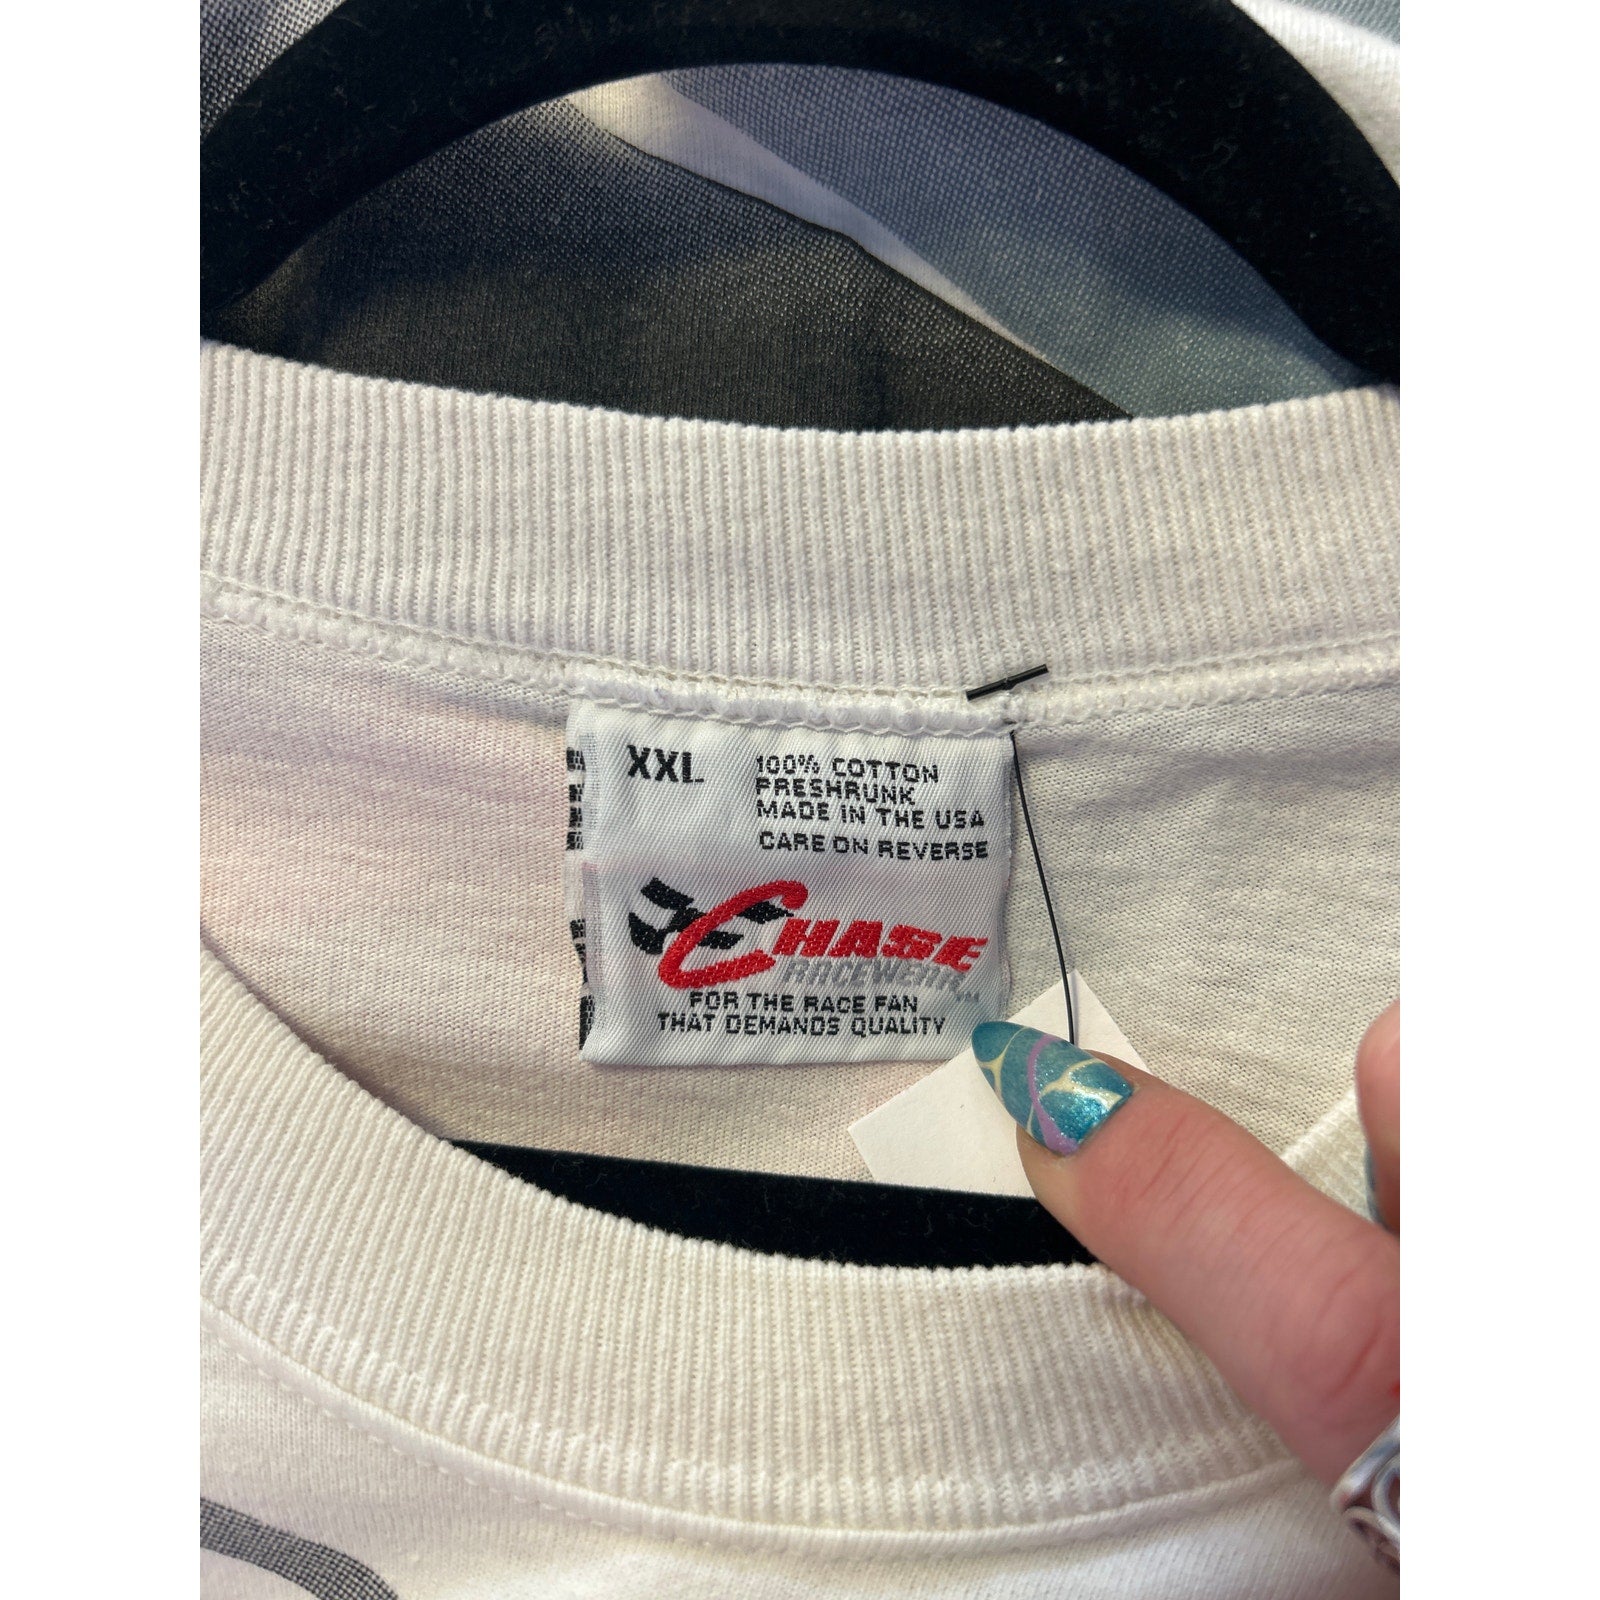 XXL
100% COTTON
PRESHRUNK
MADE IN THE USA
CARE ON REVERSE
CHASE
RACEWEAR
FOR THE RACE FAN
THAT DEMANDS QUALITY